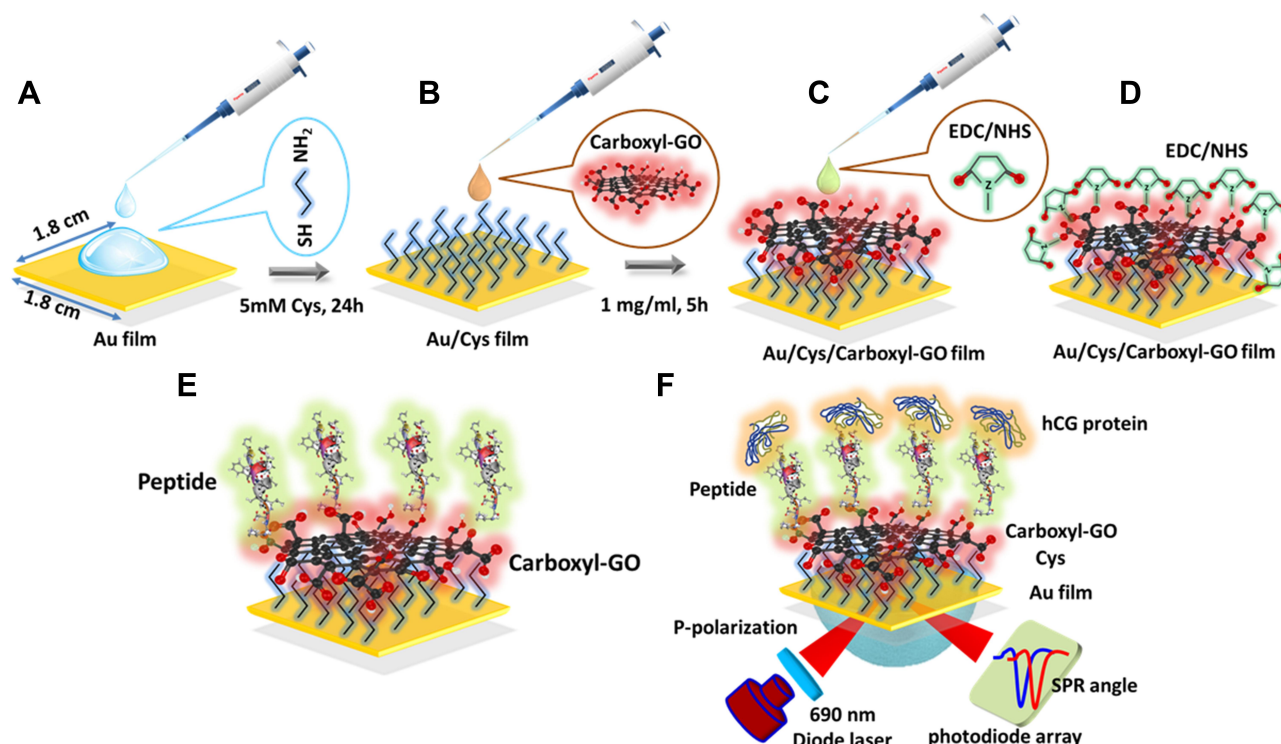 A
B
C
D
1.8 cm
1.8 cm
SH
NH2
Au film
5mM Cys, 24h
Carboxyl-GO
Au/Cys film
1 mg/ml, 5h
EDC/NHS
Z
Au/Cys/Carboxyl-GO film
EDC/NHS
Z
Z
Z
Z
Au/Cys/Carboxyl-GO film
E
Peptide
Carboxyl-GO
F
hCG protein
Peptide
Carboxyl-GO
Cys
Au film
P-polarization
690 nm
Diode laser
SPR angle
photodiode array